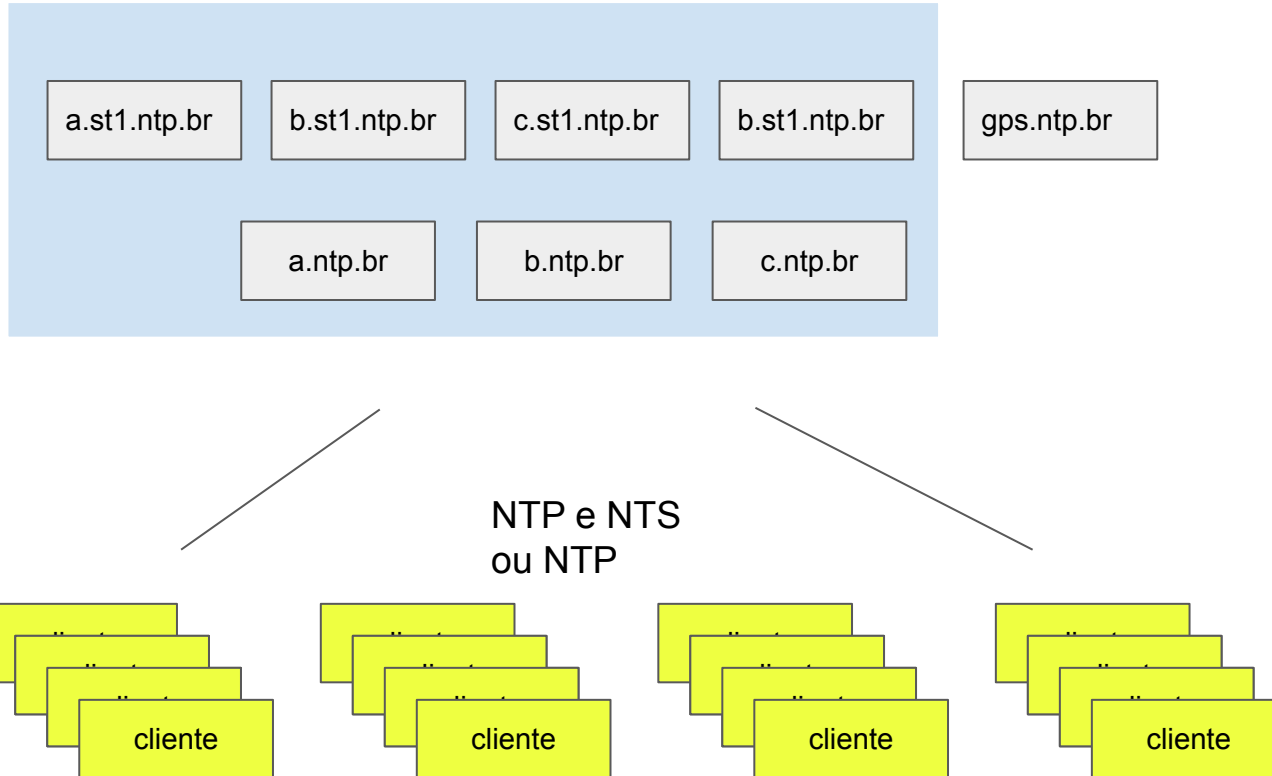 a.st1.ntp.br
b.st1.ntp.br
c.st1.ntp.br
b.st1.ntp.br
gps.ntp.br
a.ntp.br
b.ntp.br
c.ntp.br
NTP e NTS
ou NTP
cliente
cliente
cliente
cliente